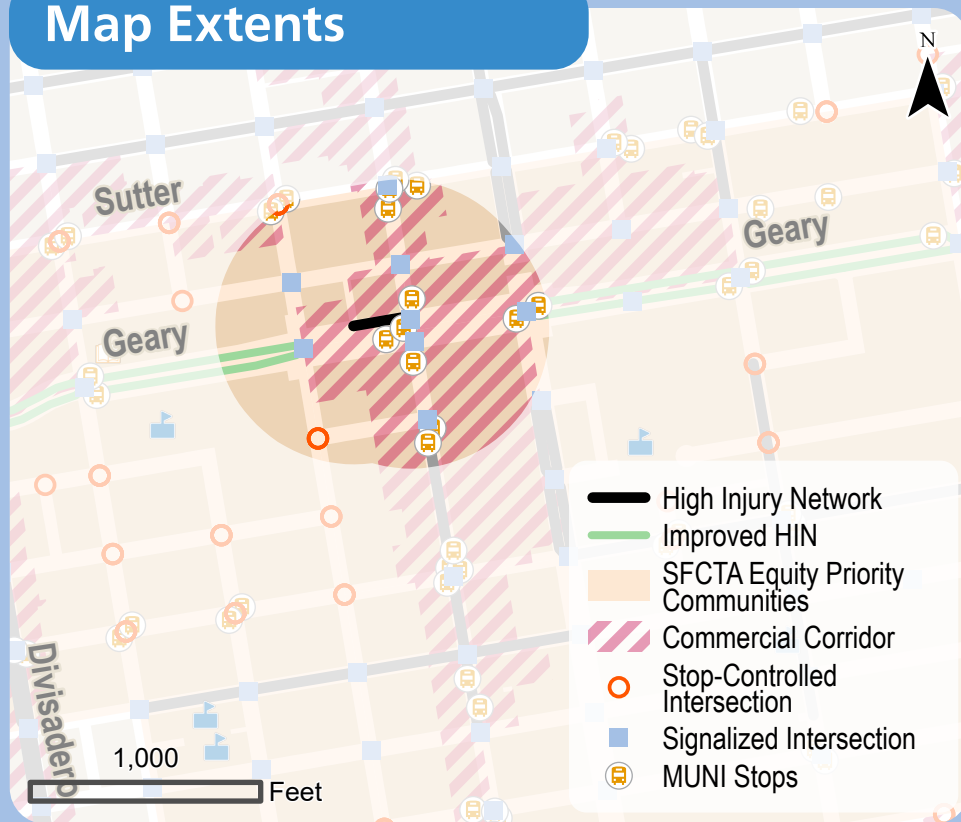 Map Extents
N
Sutter
Geary
Geary
Divisadero
High Injury Network
Improved HIN
SFCTA Equity Priority
Communities
Commercial Corridor
Stop-Controlled
Intersection
Signalized Intersection
MUNI Stops
1,000
Feet